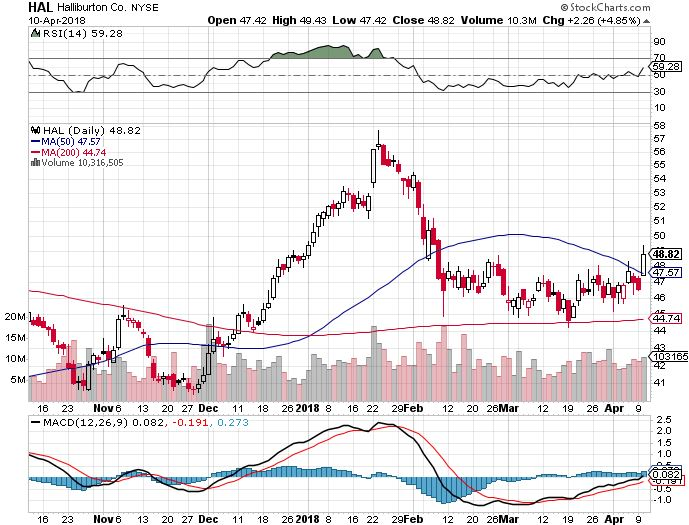 HAL Halliburton Co. NYSE © StockCharts.com
10-Apr-2018 Open 47.42 High 49.43 Low 47.42 Close 48.82 Volume 10.3M Chg +2.26 (+4.85%)
RSI(14) 59.28
90
70
59.28
50
30
10
HAL (Daily) 48.82
MA(50) 47.57
MA(200) 44.74
Volume 10,316,505
58
57
56
55
54
53
52
51
50
49
48.82
47.57
47
46
45
44.74
44
43
42
103165
41
20M
15M
10M
5M
16 23 Nov 6 13 20 27 Dec 11 18 26 2018 8 16 22 29 Feb 12 20 26 Mar 12 19 26 Apr 9
MACD(12,26,9) 0.082, -0.191, 0.273
2.5
2.0
1.5
1.0
0.5
0.082
-0.191
-0.5
-1.0
16 23 Nov 6 13 20 27 Dec 11 18 26 2018 8 16 22 29 Feb 12 20 26 Mar 12 19 26 Apr 9